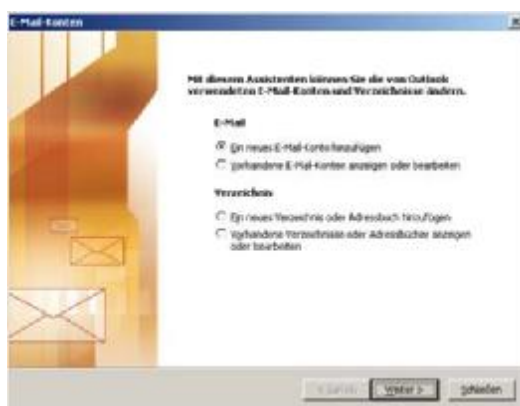 E-Mail-Konten
Mit diesem Assistenten können Sie die von Outlook
verwendeten E-Mail-Konten und Verzeichnisse ändern.
E-Mail
Ein neues E-Mail-Konto hinzufügen
Vorhandene E-Mail-Konten anzeigen oder bearbeiten
Verzeichnis
Ein neues Verzeichnis oder Adressbuch hinzufügen
Vorhandene Verzeichnisse oder Adressbücher anzeigen
oder bearbeiten
< Zurück
Weiter >
Schließen